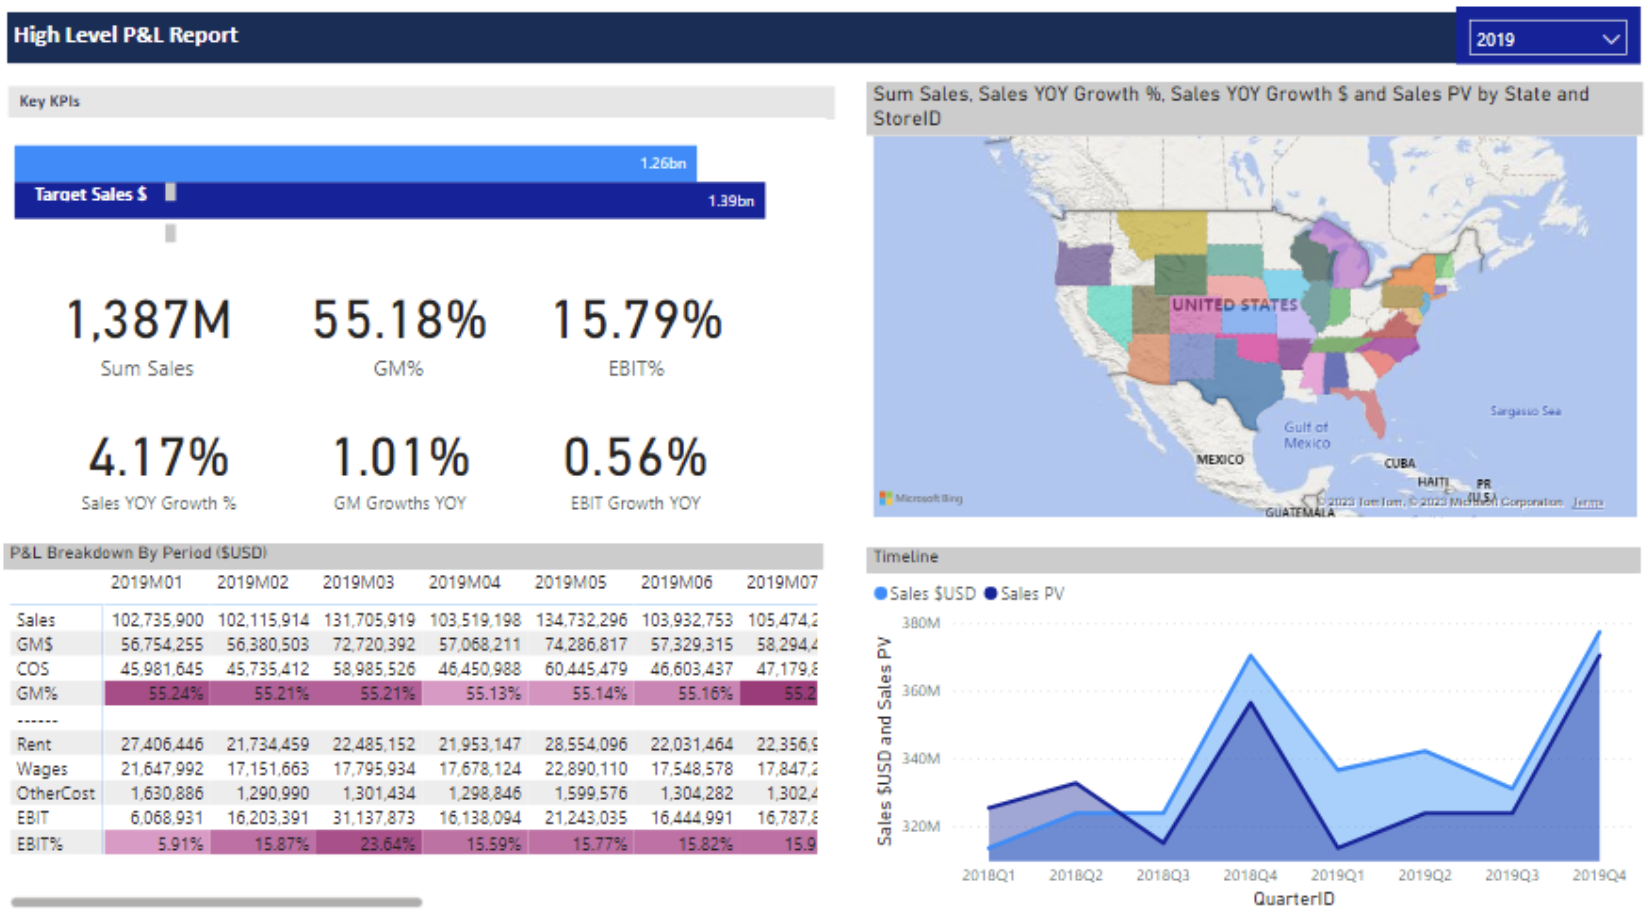 High Level P&L Report
2019
Key KPIs
1.26bn
Target Sales $
1.39bn
1,387M 55.18% 15.79%
Sum Sales GM% EBIT%
4.17% 1.01% 0.56%
Sales YOY Growth % GM Growths YOY EBIT Growth YOY
Sum Sales, Sales YOY Growth %, Sales YOY Growth $ and Sales PV by State and
StoreID
UNITED STATES
Sargasso Sea
Gulf of
Mexico
MEXICO
CUBA
HAITI
PR
(U.S.)
GUATEMALA
Microsoft Bing
© 2023 TomTom, © 2023 Microsoft Corporation Terms
P&L Breakdown By Period ($USD)
2019M01 2019M02 2019M03 2019M04 2019M05 2019M06 2019M07
Sales 102,735,900 102,115,914 131,705,919 103,519,198 134,732,296 103,932,753 105,474,2
GM$ 56,754,255 56,380,503 72,720,392 57,068,211 74,286,817 57,329,315 58,294,4
COS 45,981,645 45,735,412 58,985,526 46,450,988 60,445,479 46,603,437 47,179,8
GM% 55.24% 55.21% 55.21% 55.13% 55.14% 55.16% 55.2
------
Rent 27,406,446 21,734,459 22,485,152 21,953,147 28,554,096 22,031,464 22,356,9
Wages 21,647,992 17,151,663 17,795,934 17,678,124 22,890,110 17,548,578 17,847,2
OtherCost 1,630,886 1,290,990 1,301,434 1,298,846 1,599,576 1,304,282 1,302,4
EBIT 6,068,931 16,203,391 31,137,873 16,138,094 21,243,035 16,444,991 16,787,8
EBIT% 5.91% 15.87% 23.64% 15.59% 15.77% 15.82% 15.9
Timeline
Sales $USD Sales PV
Sales $USD and Sales PV
380M
360M
340M
320M
2018Q1 2018Q2 2018Q3 2018Q4 2019Q1 2019Q2 2019Q3 2019Q4
QuarterID